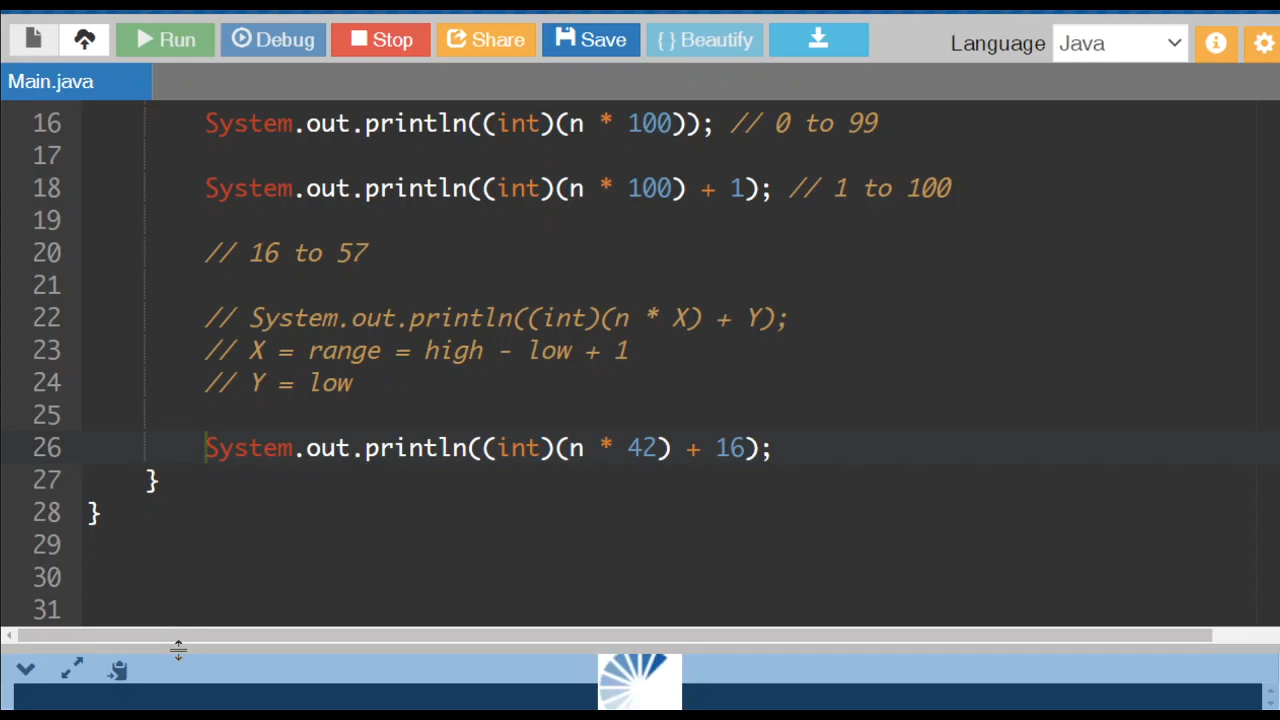 Run Debug Stop Share Save { } Beautify Language Java
Main.java
16 System.out.println((int)(n * 100)); // 0 to 99
17
18 System.out.println((int)(n * 100) + 1); // 1 to 100
19
20 // 16 to 57
21
22 // System.out.println((int)(n * X) + Y);
23 // X = range = high - low + 1
24 // Y = low
25
26 System.out.println((int)(n * 42) + 16);
27 }
28 }
29
30
31